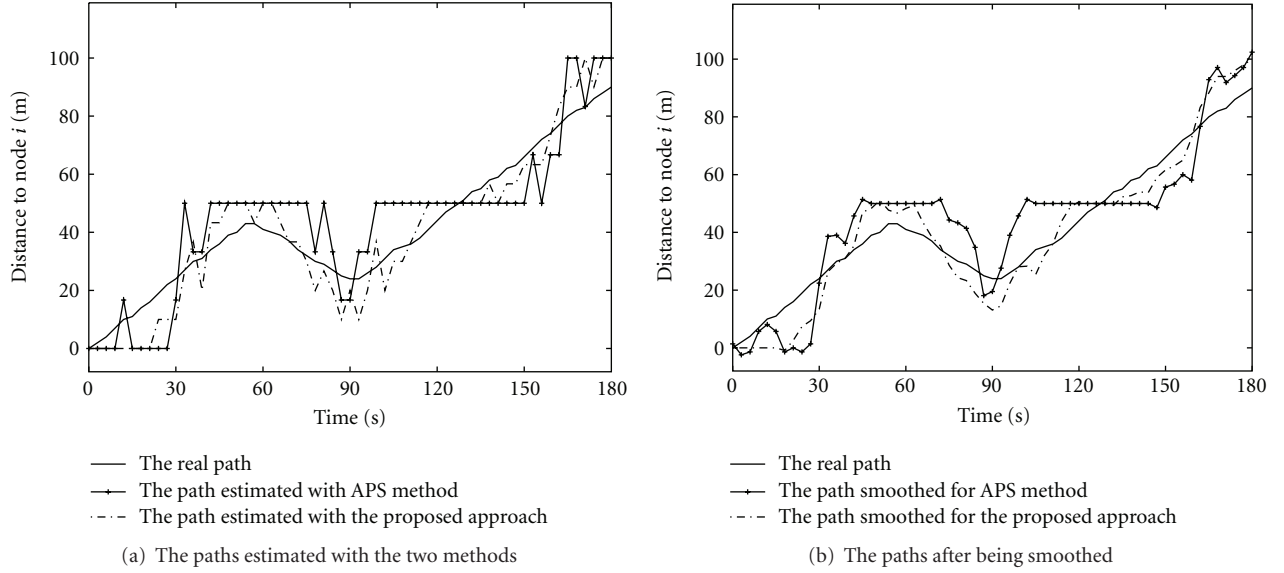 100
80
60
40
20
0
Distance to node i (m)
0 30 60 90 120 150 180
Time (s)
The real path
The path estimated with APS method
The path estimated with the proposed approach
(a) The paths estimated with the two methods
100
80
60
40
20
0
Distance to node i (m)
0 30 60 90 120 150 180
Time (s)
The real path
The path smoothed for APS method
The path smoothed for the proposed approach
(b) The paths after being smoothed